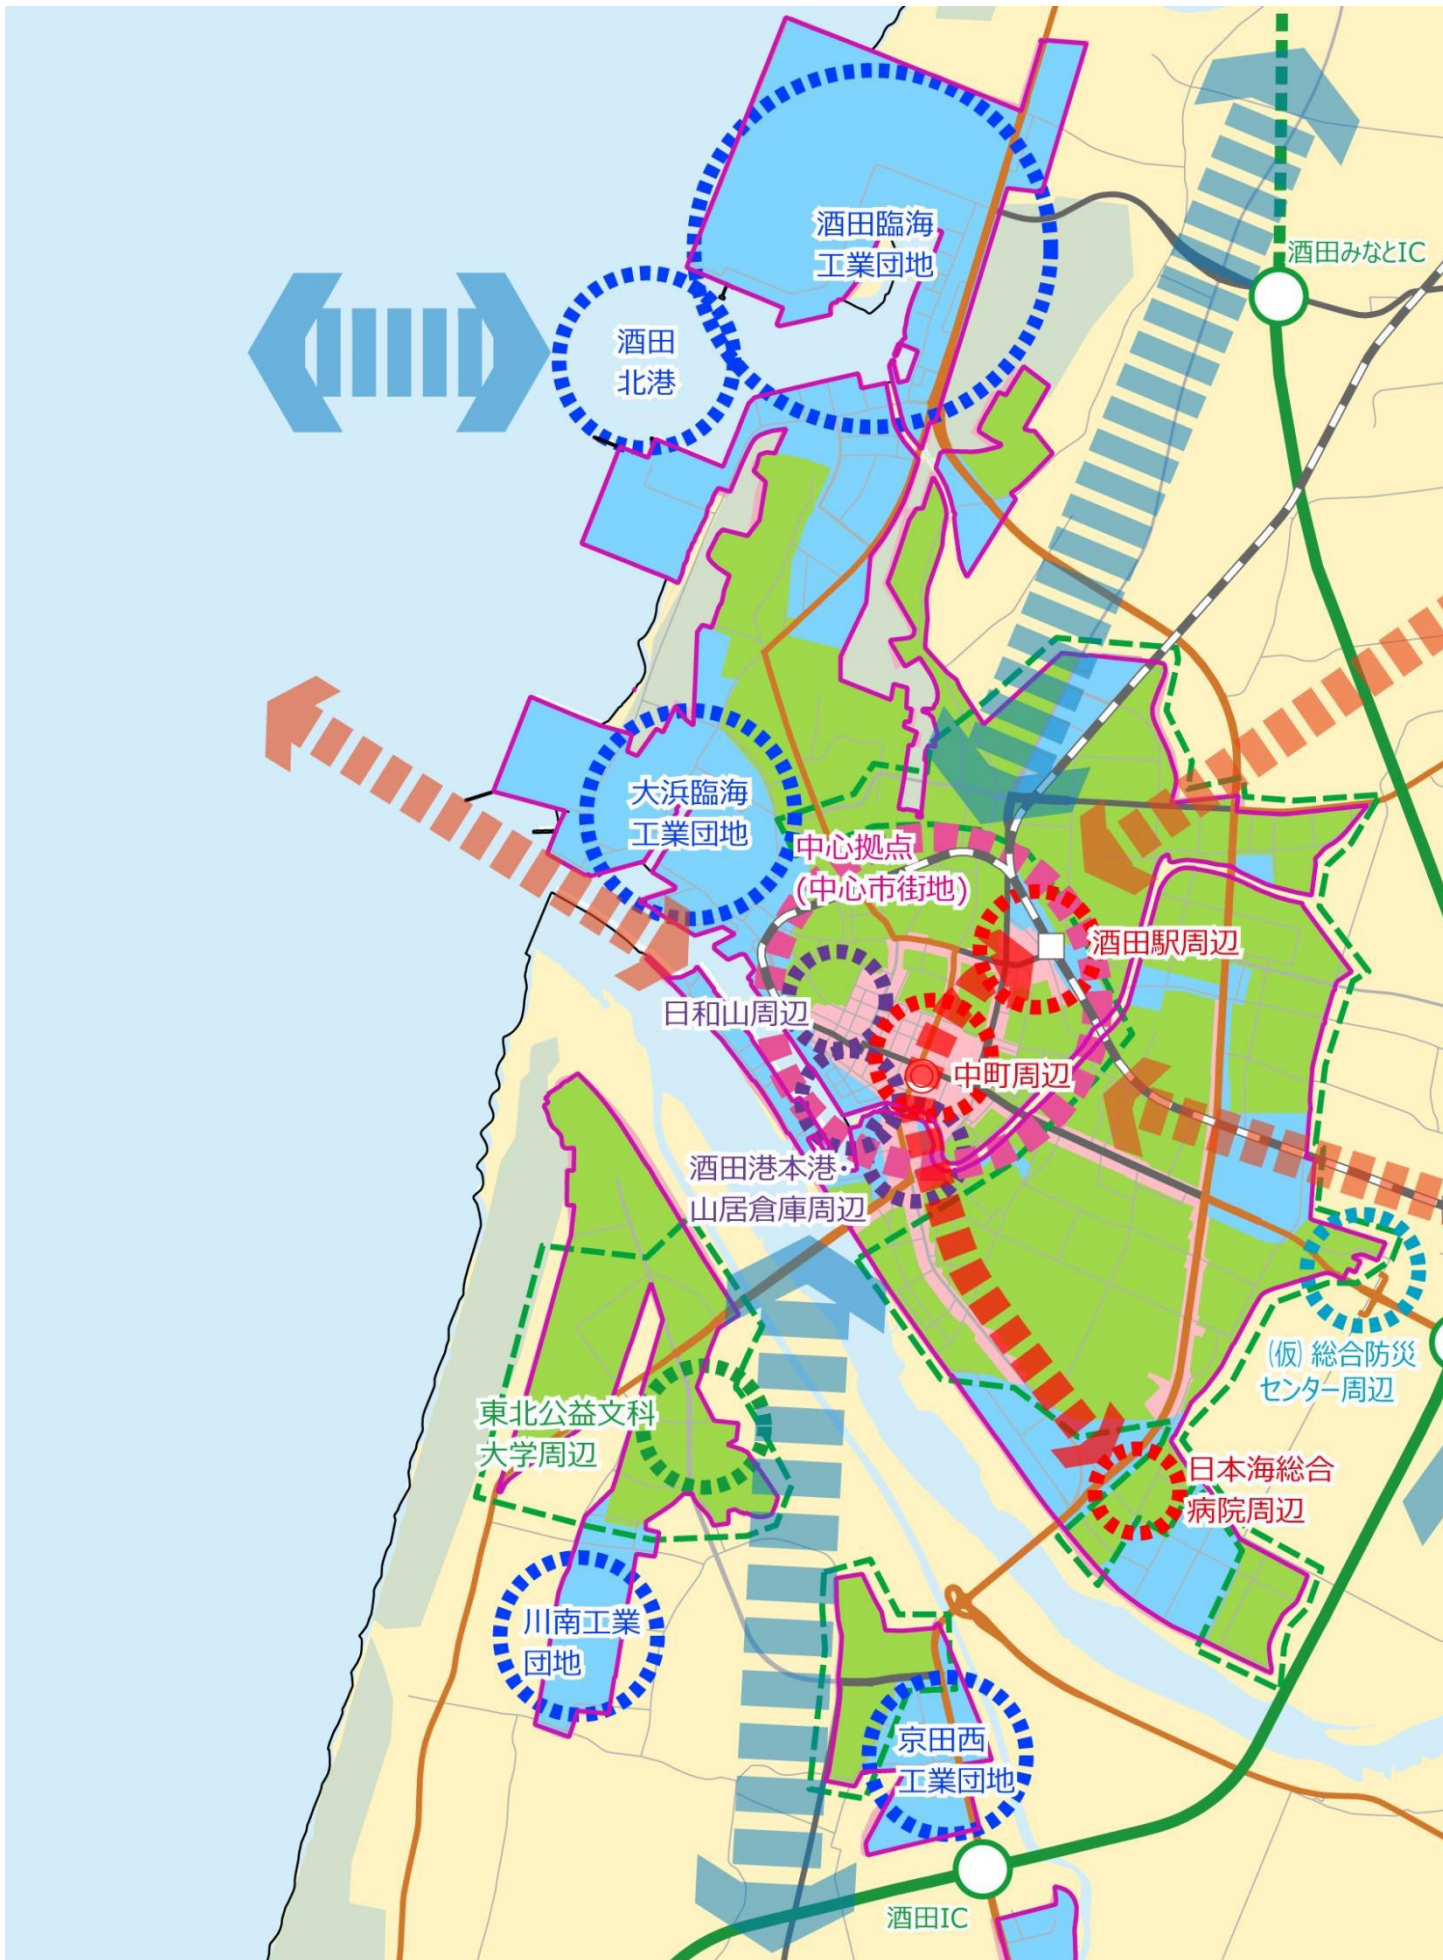 酒田臨海
工業団地
酒田みなとIC
酒田
北港
大浜臨海
工業団地
中心拠点
(中心市街地)
酒田駅周辺
日和山周辺
中町周辺
酒田港本港・
山居倉庫周辺
(仮) 総合防災
センター周辺
東北公益文科
大学周辺
日本海総合
病院周辺
川南工業
団地
京田西
工業団地
酒田IC